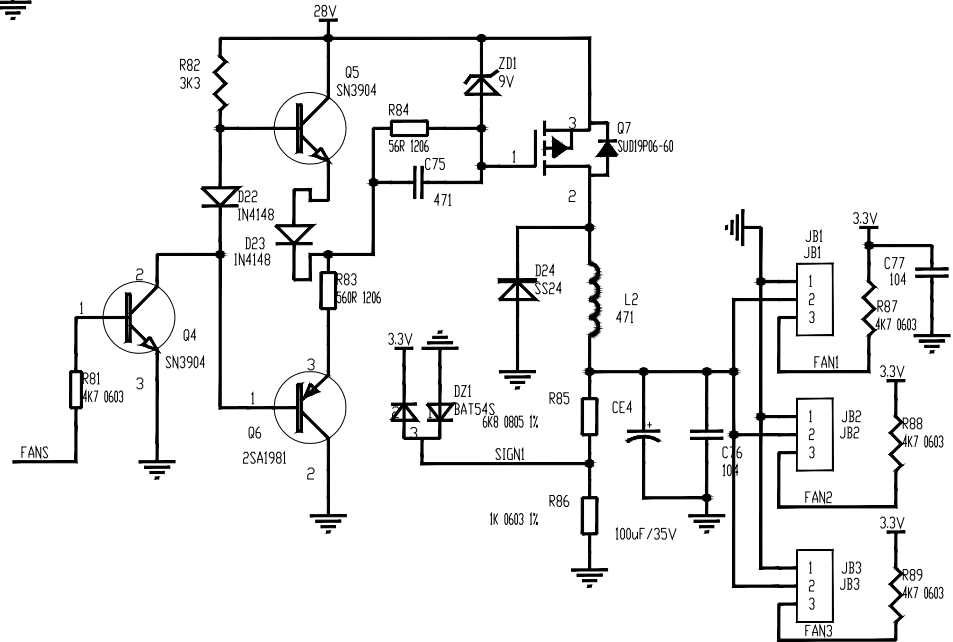 28V
R82
3K3
Q5
SN3904
ZD1
9V
R84
56R 1206
C75
471
3
Q7
SUD19P06-60
1
2
D22
IN4148
D23
IN4148
R83
560R 1206
2
1
Q4
SN3904
3
R81
4K7 0603
FANS
3
1
Q6
2SA1981
2
3.3V
2
1
3
DZ1
BAT54S
SIGN1
D24
SS24
L2
471
R85
6K8 0805 1%
R86
1K 0603 1%
CE4
+
100uF/35V
C76
104
JB1
JB1
1
2
3
FAN1
3.3V
C77
104
R87
4K7 0603
3.3V
JB2
JB2
1
2
3
FAN2
R88
4K7 0603
3.3V
JB3
JB3
1
2
3
FAN3
R89
4K7 0603